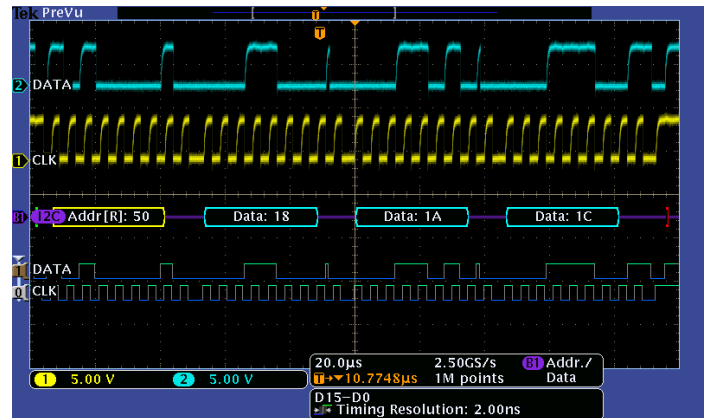 Tek PreVu
T
T
2 DATA
1 CLK
B1 I2C Addr[R]: 50 Data: 18 Data: 1A Data: 1C
1 DATA
0 CLK
1 5.00 V 2 5.00 V
20.0µs 2.50GS/s B1 Addr./
T→▼10.7748µs 1M points Data
D15-D0
Timing Resolution: 2.00ns